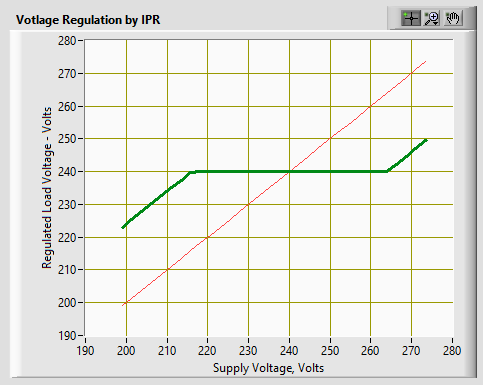 Votlage Regulation by IPR
Regulated Load Voltage - Volts
280
270
260
250
240
230
220
210
200
190
190 200 210 220 230 240 250 260 270 280
Supply Voltage, Volts